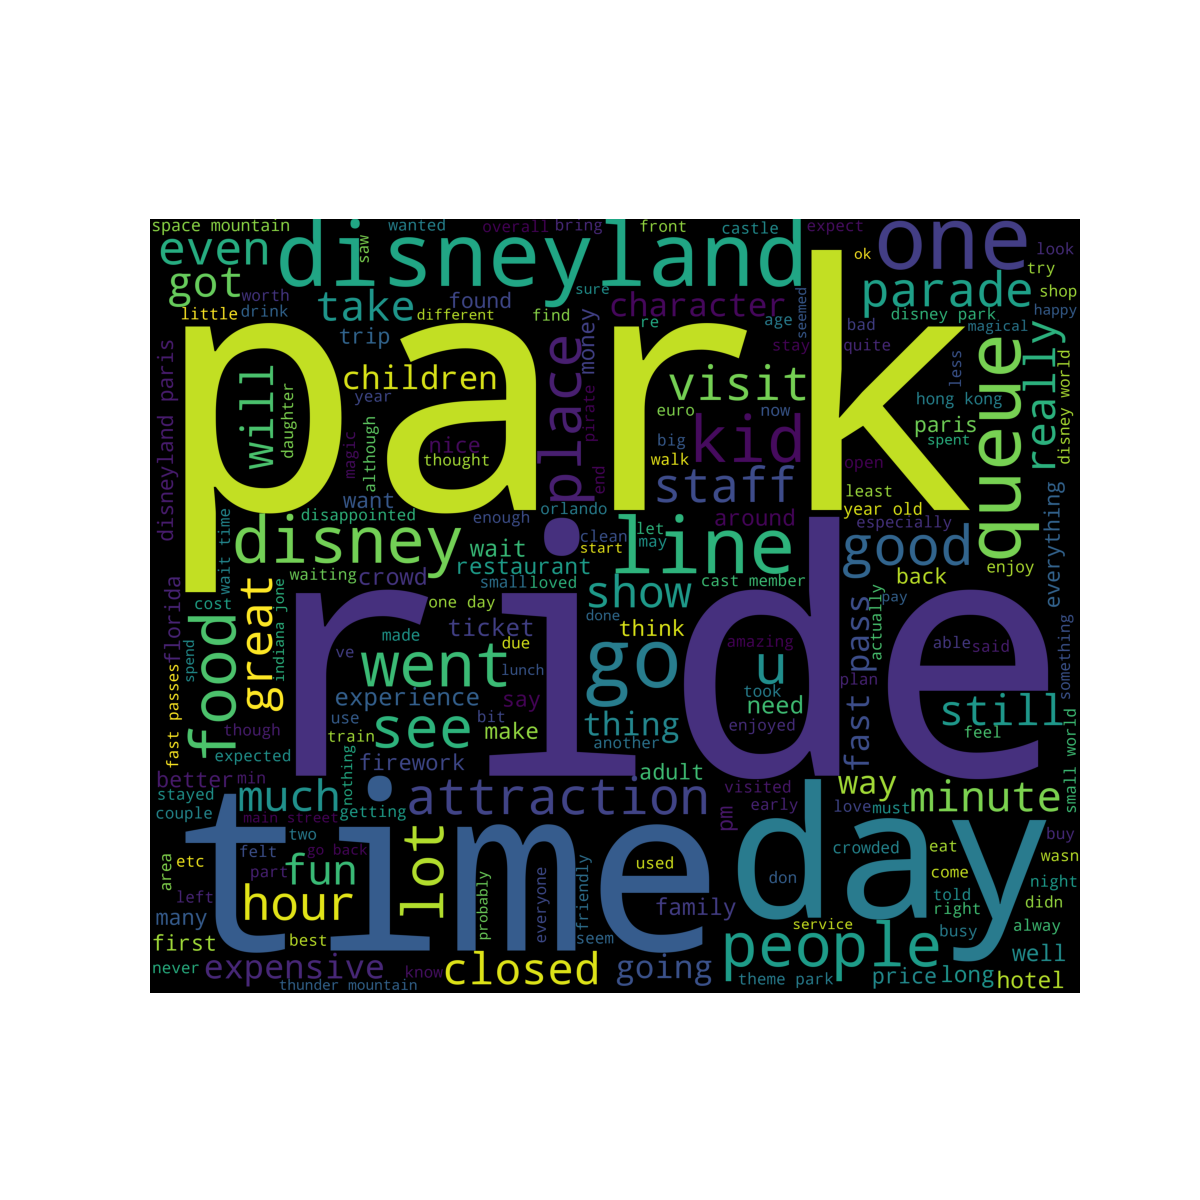 space mountain
wanted
overall
bring
front
castle
expect
even
disneyland
saw
one
look
ok
try
got
worth
little
drink
take
found
different
sure
find
character
re
age
seemed
parade
shop
disney park
happy
magical
trip
money
bad
stay
quite
less
disneyland paris
will
daughter
children
year
place
pirate
visit
euro
now
hong kong
paris
spent
queue
really
disney world
park
magic
although
nice
thought
kid
big
walk
open
want
end
staff
least
year old
orlando
disappointed
enough
around
especially
everything
disney
wait
clean
let
may
start
line
good
enjoy
wait time
waiting
crowd
restaurant
small
loved
cast member
back
florida
cost
great
indiana jone
one day
show
done
think
fast pass
actually
pay
spend
food
made
ticket
due
ride
went
go
u
amazing
able
said
something
ve
lunch
took
plan
fast passes
experience
say
need
still
though
use
bit
see
make
thing
enjoyed
feel
train
another
expected
nothing
firework
adult
small world
better
min
way
stayed
much
getting
attraction
visited
pm
early
love
must
minute
couple
main street
time
day
buy
two
etc
felt
go back
area
fun
part
lot
crowded
eat
wasn
used
come
don
night
left
hour
probably
everyone
friendly
family
told
right
didn
many
service
busy
alway
first
best
seem
people
well
never
expensive
know
closed
going
theme park
price
long
hotel
thunder mountain